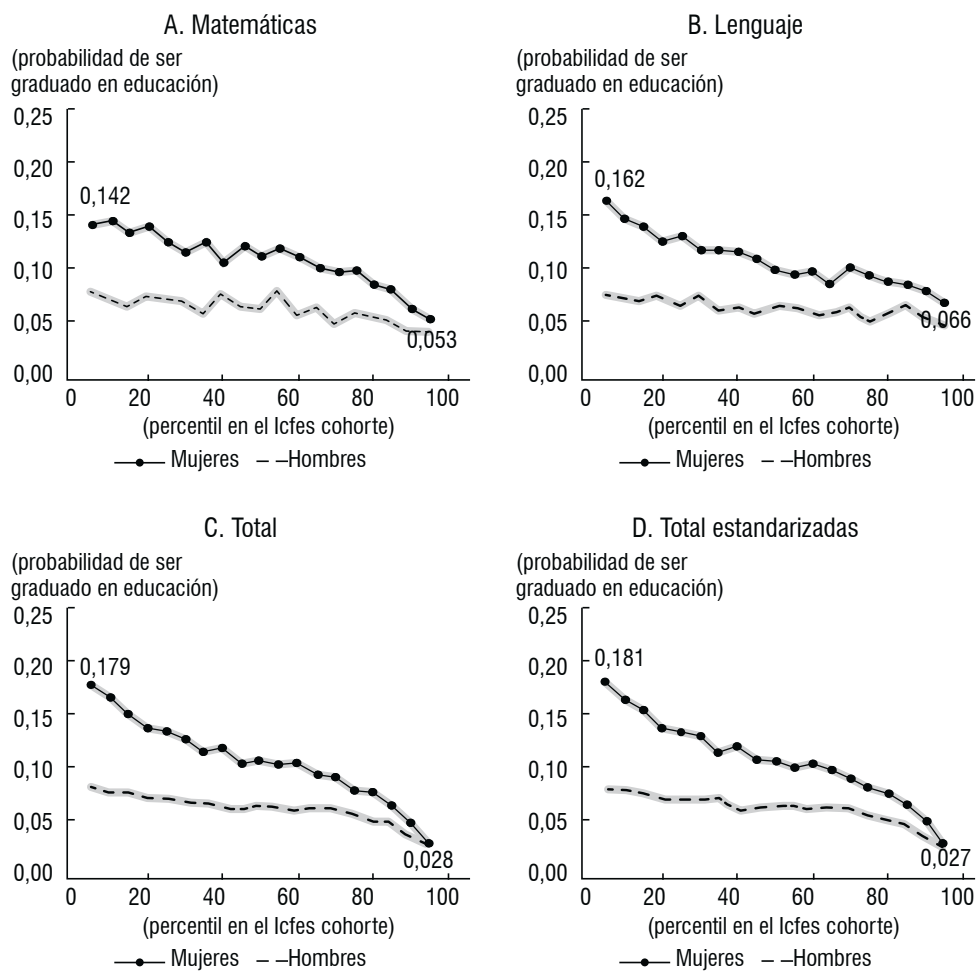 A. Matemáticas
(probabilidad de ser
graduado en educación)
0,25
0,20
0,15
0,10
0,05
0,00
0,142
0,053
0 20 40 60 80 100
(percentil en el Icfes cohorte)
Mujeres Hombres
B. Lenguaje
(probabilidad de ser
graduado en educación)
0,25
0,20
0,15
0,10
0,05
0,00
0,162
0,066
0 20 40 60 80 100
(percentil en el Icfes cohorte)
Mujeres Hombres
C. Total
(probabilidad de ser
graduado en educación)
0,25
0,20
0,15
0,10
0,05
0,00
0,179
0,028
0 20 40 60 80 100
(percentil en el Icfes cohorte)
Mujeres Hombres
D. Total estandarizadas
(probabilidad de ser
graduado en educación)
0,25
0,20
0,15
0,10
0,05
0,00
0,181
0,027
0 20 40 60 80 100
(percentil en el Icfes cohorte)
Mujeres Hombres